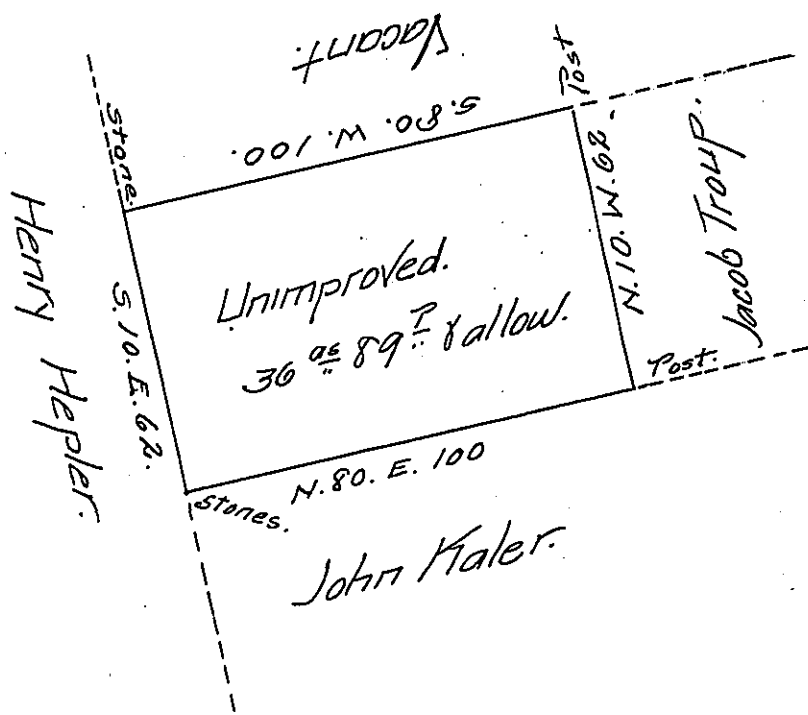 Vacant.
Post
S. 80. W. 100.
Stone.
N. 10. W. 62.
Jacob Troup.
Henry Hepler.
S. 10. E. 62.
Unimproved.
36 as 89 P & allow.
Post.
N. 80. E. 100
Stones.
John Kaler.